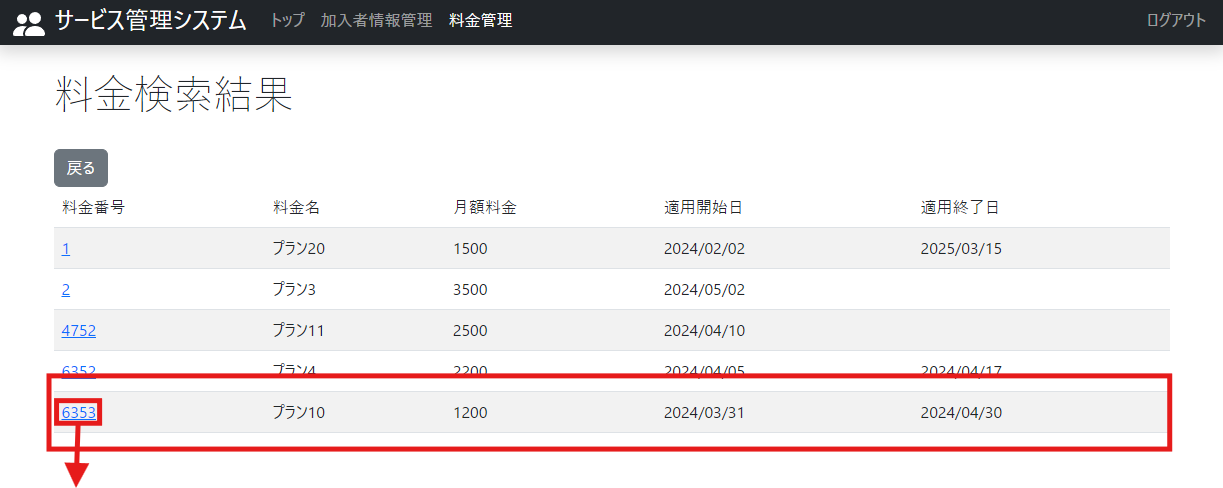 サービス管理システム トップ 加入者情報管理 料金管理 ログアウト
料金検索結果
戻る
料金番号 料金名 月額料金 適用開始日 適用終了日
1 プラン20 1500 2024/02/02 2025/03/15
2 プラン3 3500 2024/05/02
4752 プラン11 2500 2024/04/10
6352 プラン4 2200 2024/04/05 2024/04/17
6353 プラン10 1200 2024/03/31 2024/04/30